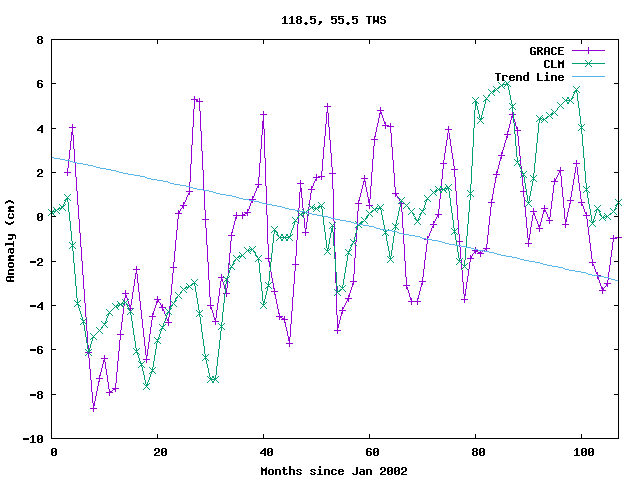 118.5, 55.5 TWS
GRACE
CLM
Trend Line
8
6
4
2
0
-2
-4
-6
-8
-10
Anomaly (cm)
0 20 40 60 80 100
Months since Jan 2002